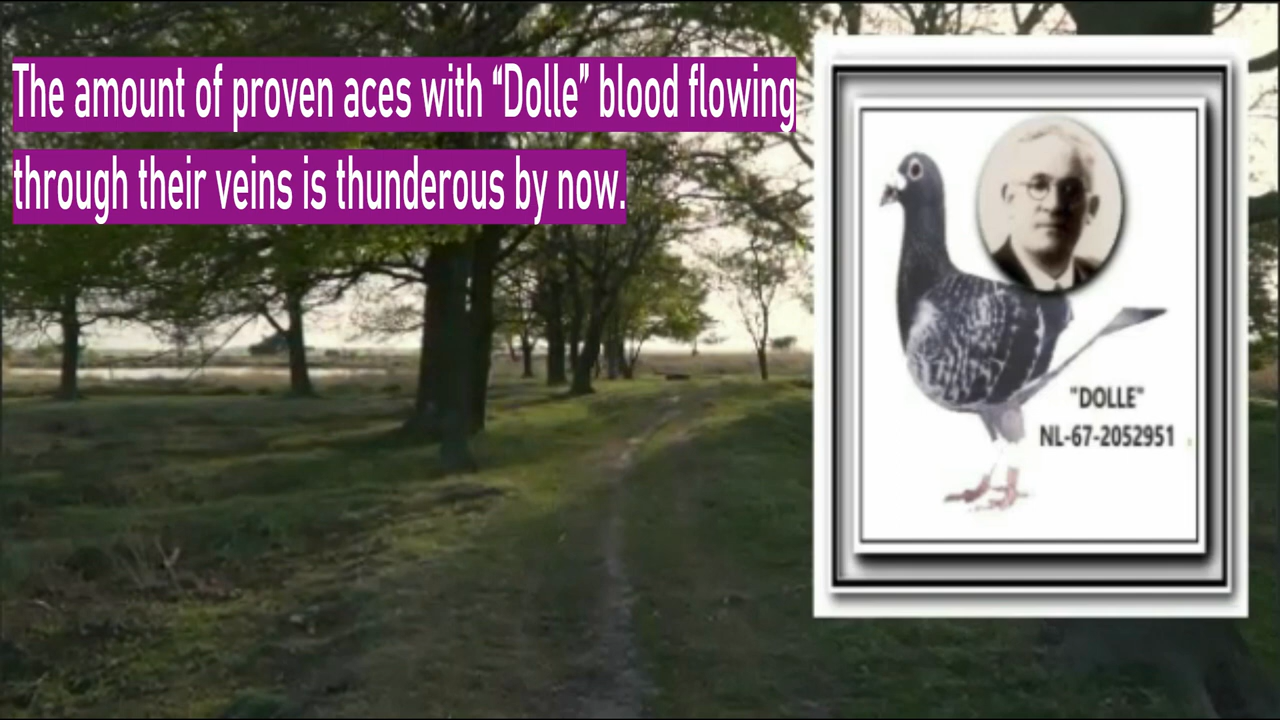 The amount of proven aces with “Dolle” blood flowing
through their veins is thunderous by now.
"DOLLE"
NL-67-2052951